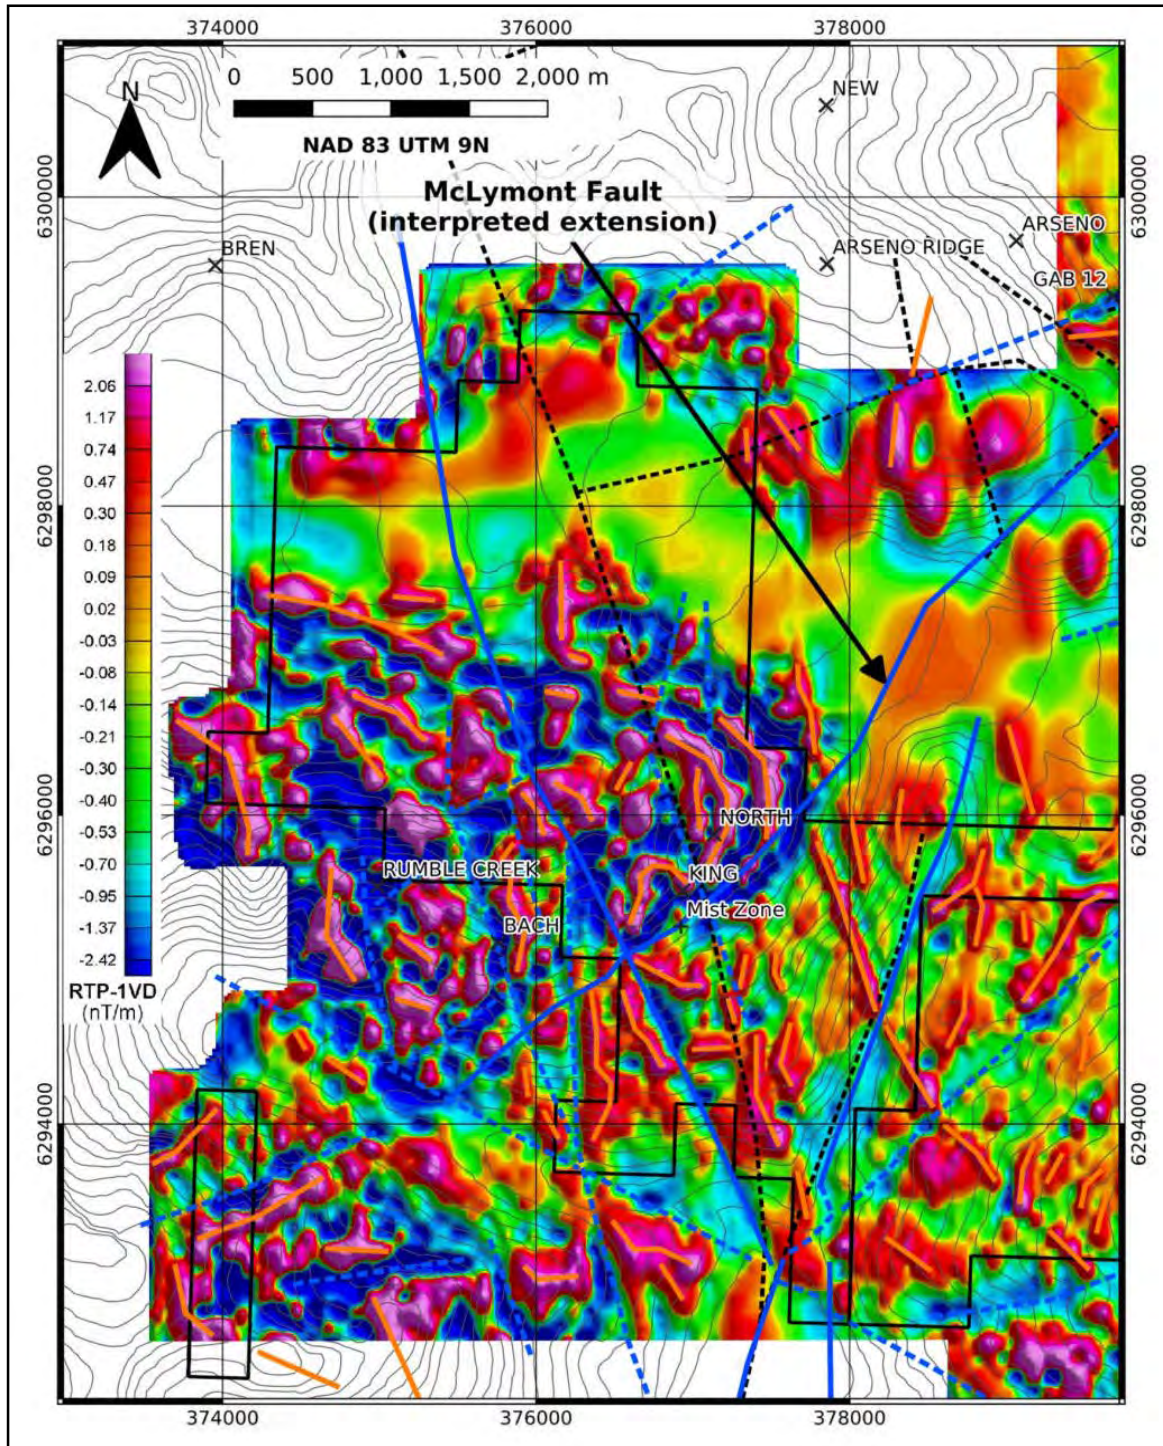 374000 376000 378000
N
0 500 1,000 1,500 2,000 m
NEW
NAD 83 UTM 9N
McLymont Fault
(interpreted extension)
6300000
6300000
BREN
ARSENO
ARSENO RIDGE
GAB 12
2.06
1.17
0.74
0.47
0.30
0.18
0.09
0.02
-0.03
-0.08
-0.14
-0.21
-0.30
-0.40
-0.53
-0.70
-0.95
-1.37
-2.42
RTP-1VD
(nT/m)
6298000
6298000
6296000
6296000
NORTH
RUMBLE CREEK
KING
BACH
Mist Zone
6294000
6294000
374000 376000 378000